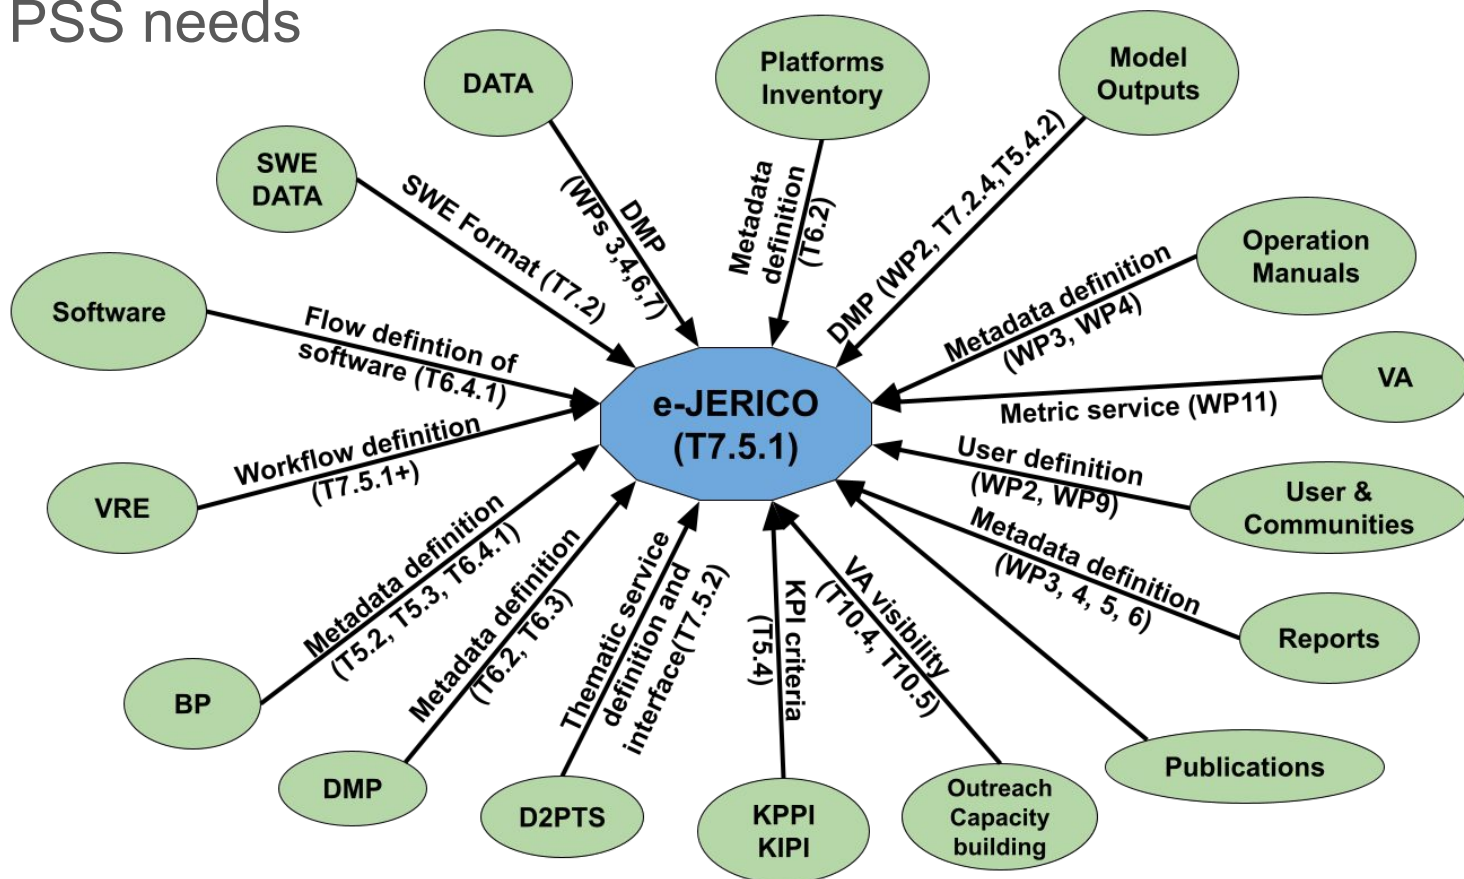 PSS needs
DATA
Platforms
Inventory
Model
Outputs
SWE
DATA
Software
VRE
BP
DMP
D2PTS
KPPI
KIPI
Outreach
Capacity
building
Publications
Reports
User &
Communities
VA
Operation
Manuals
e-JERICO
(T7.5.1)
DMP
(WPs 3,4,6,7)
Metadata
definition
(T6.2)
DMP (WP2, T7.2.4,T5.4.2)
SWE Format (T7.2)
Flow defintion of
software (T6.4.1)
Workflow definition
(T7.5.1+)
Metadata definition
(T5.2, T5.3, T6.4.1)
Metadata definition
(T6.2, T6.3)
Thematic service
definition and
interface(T7.5.2)
KPI criteria
(T5.4)
VA visibility
(T10.4, T10.5)
Metadata definition
(WP3, 4, 5, 6)
User definition
(WP2, WP9)
Metric service (WP11)
Metadata definition
(WP3, WP4)